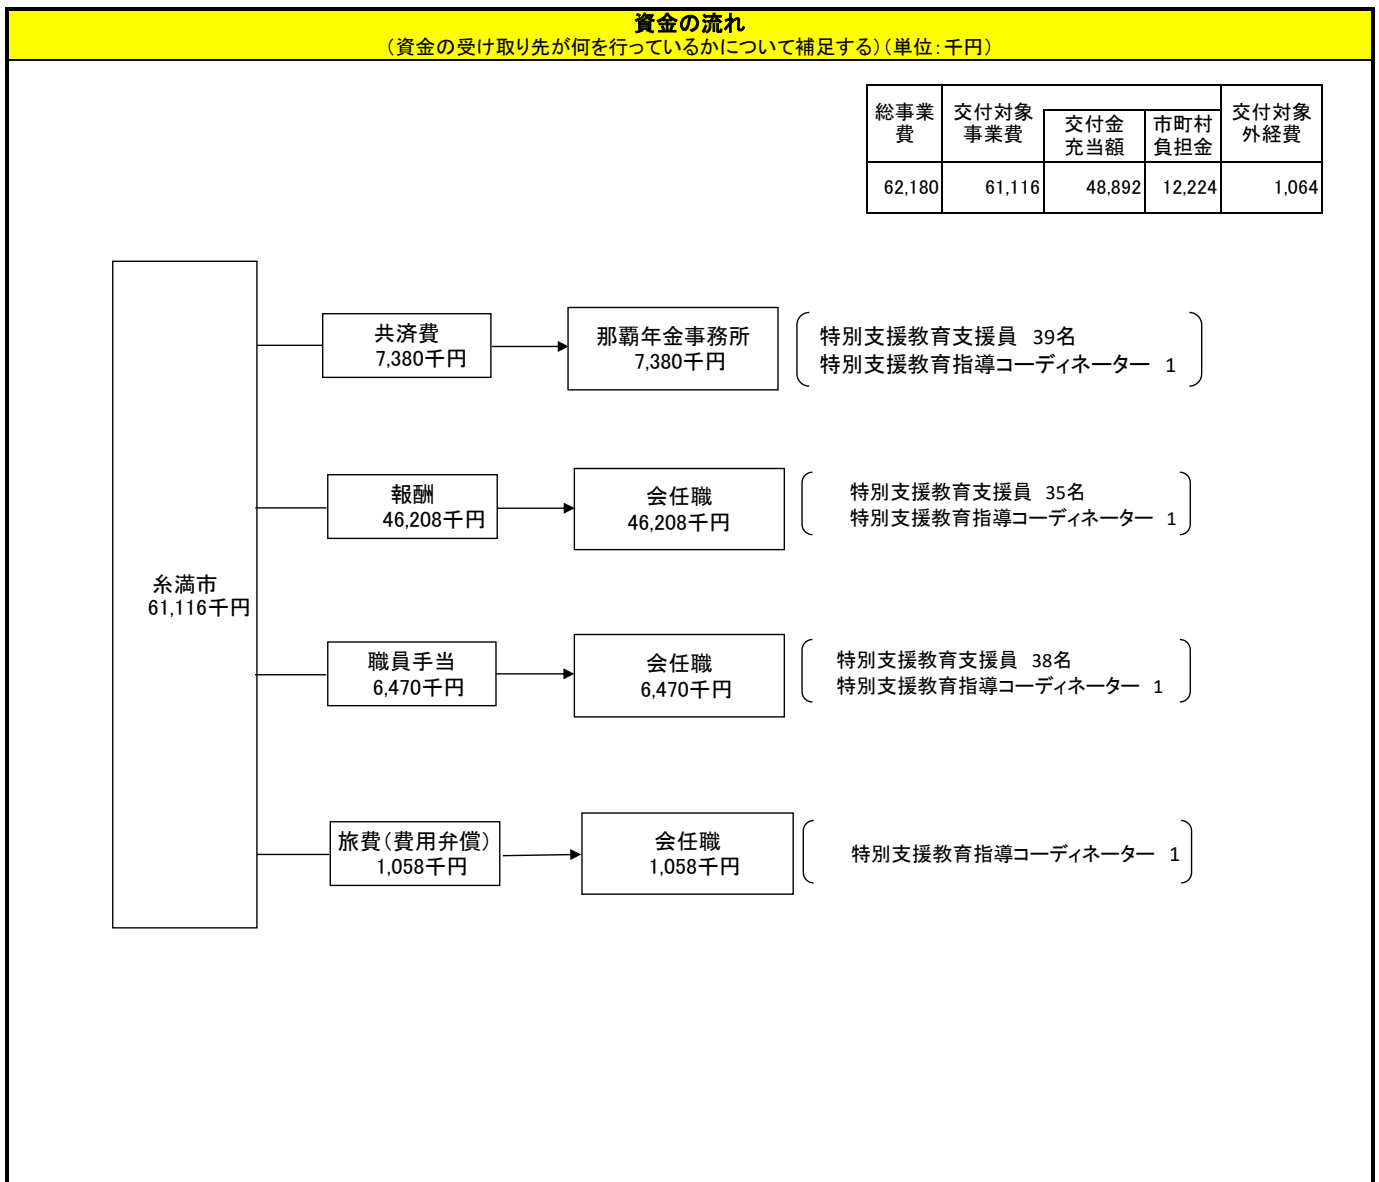 資金の流れ
（資金の受け取り先が何を行っているかについて補足する）（単位：千円）
総事業
費
交付対象
事業費
交付金
充当額
市町村
負担金
交付対象
外経費
62,180 61,116 48,892 12,224 1,064
糸満市
61,116千円
共済費
7,380千円
那覇年金事務所
7,380千円
特別支援教育支援員 39名
特別支援教育指導コーディネーター 1
報酬
46,208千円
会任職
46,208千円
特別支援教育支援員 35名
特別支援教育指導コーディネーター 1
職員手当
6,470千円
会任職
6,470千円
特別支援教育支援員 38名
特別支援教育指導コーディネーター 1
旅費（費用弁償）
1,058千円
会任職
1,058千円
特別支援教育指導コーディネーター 1